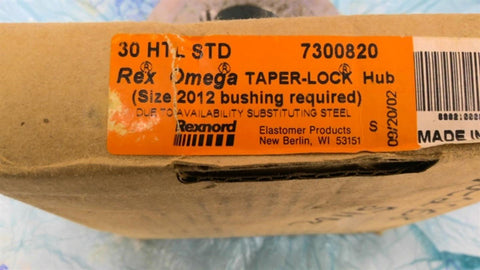 30 HTL STD 7300820
Rex® Omega® TAPER-LOCK® Hub
(Size 2012 bushing required)
DUE TO AVAILABILITY SUBSTITUTING STEEL
Rexnord Elastomer Products S
New Berlin, WI 53151
09/20/02
MADE IN